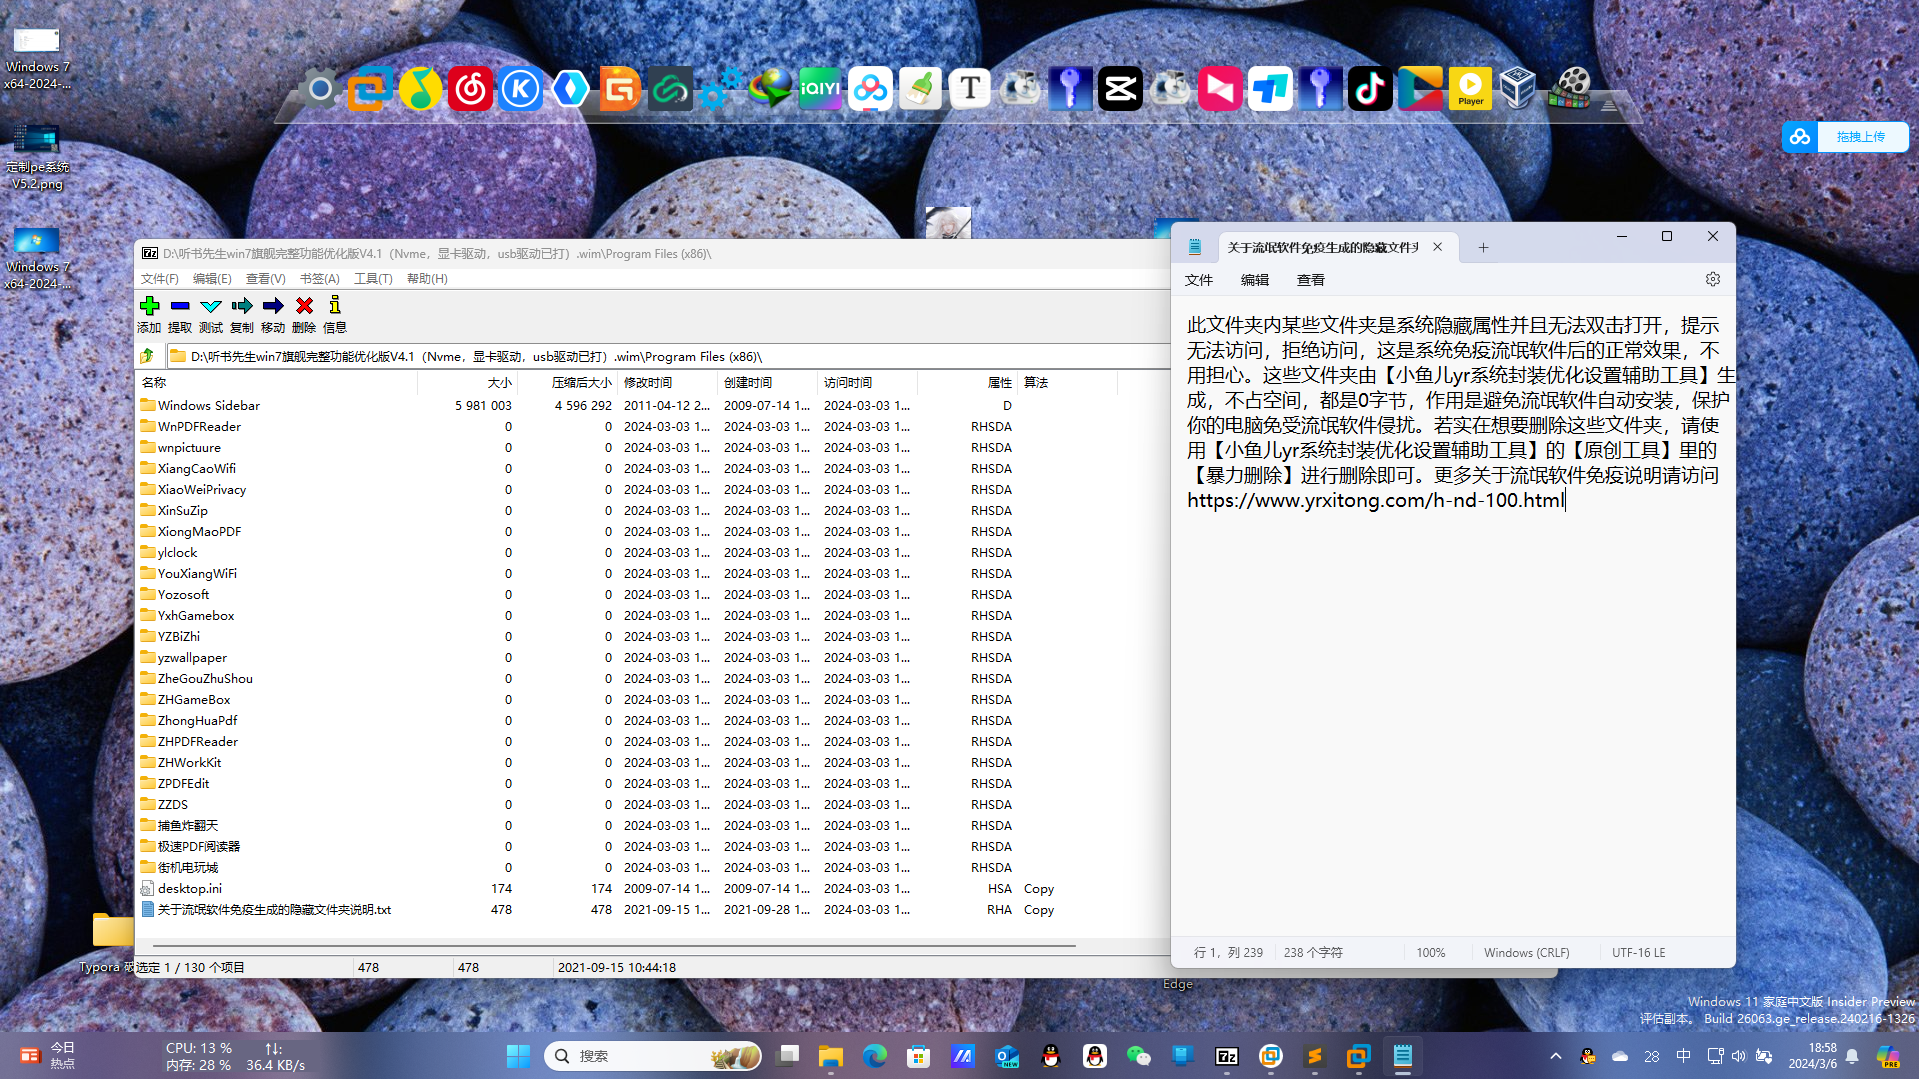 Windows 7
x64-2024-...
定制pe系统
V5.2.png
Windows 7
x64-2024-...
iQIYI
T
Player
拖拽上传
7z D:\听书先生win7旗舰完整功能优化版V4.1（Nvme，显卡驱动，usb驱动已打）.wim\Program Files (x86)\
文件(F) 编辑(E) 查看(V) 书签(A) 工具(T) 帮助(H)
添加 提取 测试 复制 移动 删除 信息
D:\听书先生win7旗舰完整功能优化版V4.1（Nvme，显卡驱动，usb驱动已打）.wim\Program Files (x86)\
名称 大小 压缩后大小 修改时间 创建时间 访问时间 属性 算法
Windows Sidebar 5 981 003 4 596 292 2011-04-12 2... 2009-07-14 1... 2024-03-03 1... D
WnPDFReader 0 0 2024-03-03 1... 2024-03-03 1... 2024-03-03 1... RHSDA
wnpictuure 0 0 2024-03-03 1... 2024-03-03 1... 2024-03-03 1... RHSDA
XiangCaoWifi 0 0 2024-03-03 1... 2024-03-03 1... 2024-03-03 1... RHSDA
XiaoWeiPrivacy 0 0 2024-03-03 1... 2024-03-03 1... 2024-03-03 1... RHSDA
XinSuZip 0 0 2024-03-03 1... 2024-03-03 1... 2024-03-03 1... RHSDA
XiongMaoPDF 0 0 2024-03-03 1... 2024-03-03 1... 2024-03-03 1... RHSDA
ylclock 0 0 2024-03-03 1... 2024-03-03 1... 2024-03-03 1... RHSDA
YouXiangWiFi 0 0 2024-03-03 1... 2024-03-03 1... 2024-03-03 1... RHSDA
Yozosoft 0 0 2024-03-03 1... 2024-03-03 1... 2024-03-03 1... RHSDA
YxhGamebox 0 0 2024-03-03 1... 2024-03-03 1... 2024-03-03 1... RHSDA
YZBiZhi 0 0 2024-03-03 1... 2024-03-03 1... 2024-03-03 1... RHSDA
yzwallpaper 0 0 2024-03-03 1... 2024-03-03 1... 2024-03-03 1... RHSDA
ZheGouZhuShou 0 0 2024-03-03 1... 2024-03-03 1... 2024-03-03 1... RHSDA
ZHGameBox 0 0 2024-03-03 1... 2024-03-03 1... 2024-03-03 1... RHSDA
ZhongHuaPdf 0 0 2024-03-03 1... 2024-03-03 1... 2024-03-03 1... RHSDA
ZHPDFReader 0 0 2024-03-03 1... 2024-03-03 1... 2024-03-03 1... RHSDA
ZHWorkKit 0 0 2024-03-03 1... 2024-03-03 1... 2024-03-03 1... RHSDA
ZPDFEdit 0 0 2024-03-03 1... 2024-03-03 1... 2024-03-03 1... RHSDA
ZZDS 0 0 2024-03-03 1... 2024-03-03 1... 2024-03-03 1... RHSDA
捕鱼炸翻天 0 0 2024-03-03 1... 2024-03-03 1... 2024-03-03 1... RHSDA
极速PDF阅读器 0 0 2024-03-03 1... 2024-03-03 1... 2024-03-03 1... RHSDA
街机电玩城 0 0 2024-03-03 1... 2024-03-03 1... 2024-03-03 1... RHSDA
desktop.ini 174 174 2009-07-14 1... 2009-07-14 1... 2024-03-03 1... HSA Copy
关于流氓软件免疫生成的隐藏文件夹说明.txt 478 478 2021-09-15 1... 2021-09-28 1... 2024-03-03 1... RHA Copy
选定 1 / 130 个项目 478 478 2021-09-15 10:44:18
Typora
Edge
关于流氓软件免疫生成的隐藏文件夹
文件 编辑 查看
此文件夹内某些文件夹是系统隐藏属性并且无法双击打开，提示
无法访问，拒绝访问，这是系统免疫流氓软件后的正常效果，不
用担心。这些文件夹由【小鱼儿yr系统封装优化设置辅助工具】生
成，不占空间，都是0字节，作用是避免流氓软件自动安装，保护
你的电脑免受流氓软件侵扰。若实在想要删除这些文件夹，请使
用【小鱼儿yr系统封装优化设置辅助工具】的【原创工具】里的
【暴力删除】进行删除即可。更多关于流氓软件免疫说明请访问
https://www.yrxitong.com/h-nd-100.html
行 1，列 239 238 个字符 100% Windows (CRLF) UTF-16 LE
Windows 11 家庭中文版 Insider Preview
评估副本。 Build 26063.ge_release.240216-1326
今日
热点
CPU: 13 %
内存: 28 % 36.4 KB/s
搜索
NEW
7z
28 中
18:58
2024/3/6
PRE